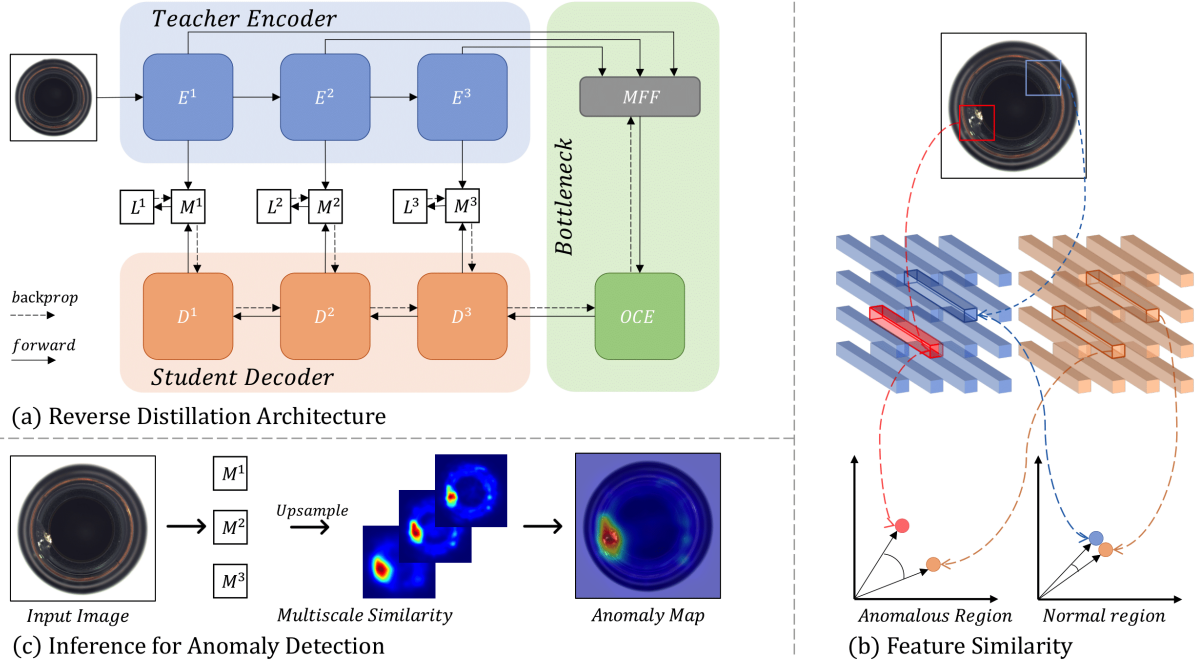 Teacher Encoder
E¹
E²
E³
MFF
L¹
M¹
L²
M²
L³
M³
Bottleneck
backprop
forward
D¹
D²
D³
OCE
Student Decoder
(a) Reverse Distillation Architecture
M¹
M²
M³
Upsample
Input Image
Multiscale Similarity
Anomaly Map
(c) Inference for Anomaly Detection
Anomalous Region
Normal region
(b) Feature Similarity